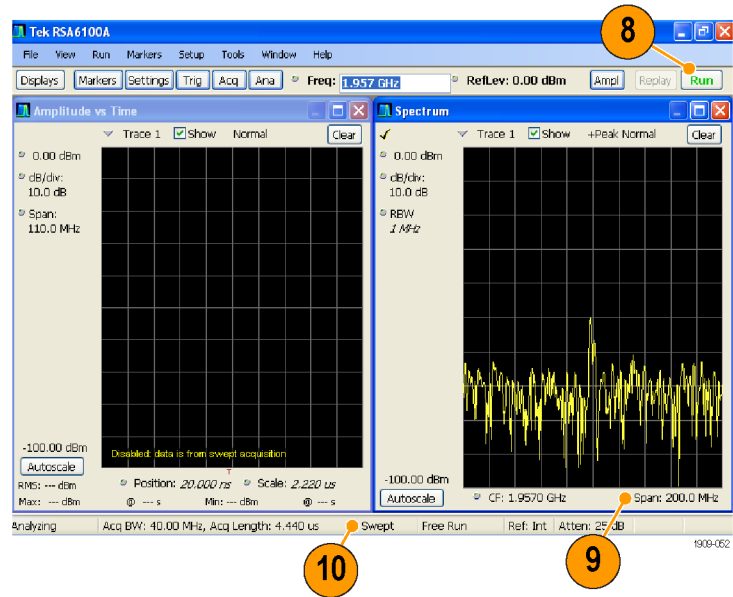 Tek RSA6100A
8
File View Run Markers Setup Tools Window Help
Displays Markers Settings Trig Acq Ana Freq: 1.957 GHz RefLev: 0.00 dBm Ampl Replay Run
Amplitude vs Time
Trace 1 Show Normal Clear
0.00 dBm
dB/div:
10.0 dB
Span:
110.0 MHz
-100.00 dBm
Autoscale
Disabled: data is from swept acquisition
T
Position: 20.000 ns Scale: 2.220 us
RMS: --- dBm
Max: --- dBm @ --- s Min: --- dBm @ --- s
Spectrum
Trace 1 Show +Peak Normal Clear
0.00 dBm
dB/div:
10.0 dB
RBW
1 MHz
-100.00 dBm
Autoscale CF: 1.9570 GHz Span: 200.0 MHz
Analyzing Acq BW: 40.00 MHz, Acq Length: 4.440 us Swept Free Run Ref: Int Atten: 25 dB
10
9
1909-052